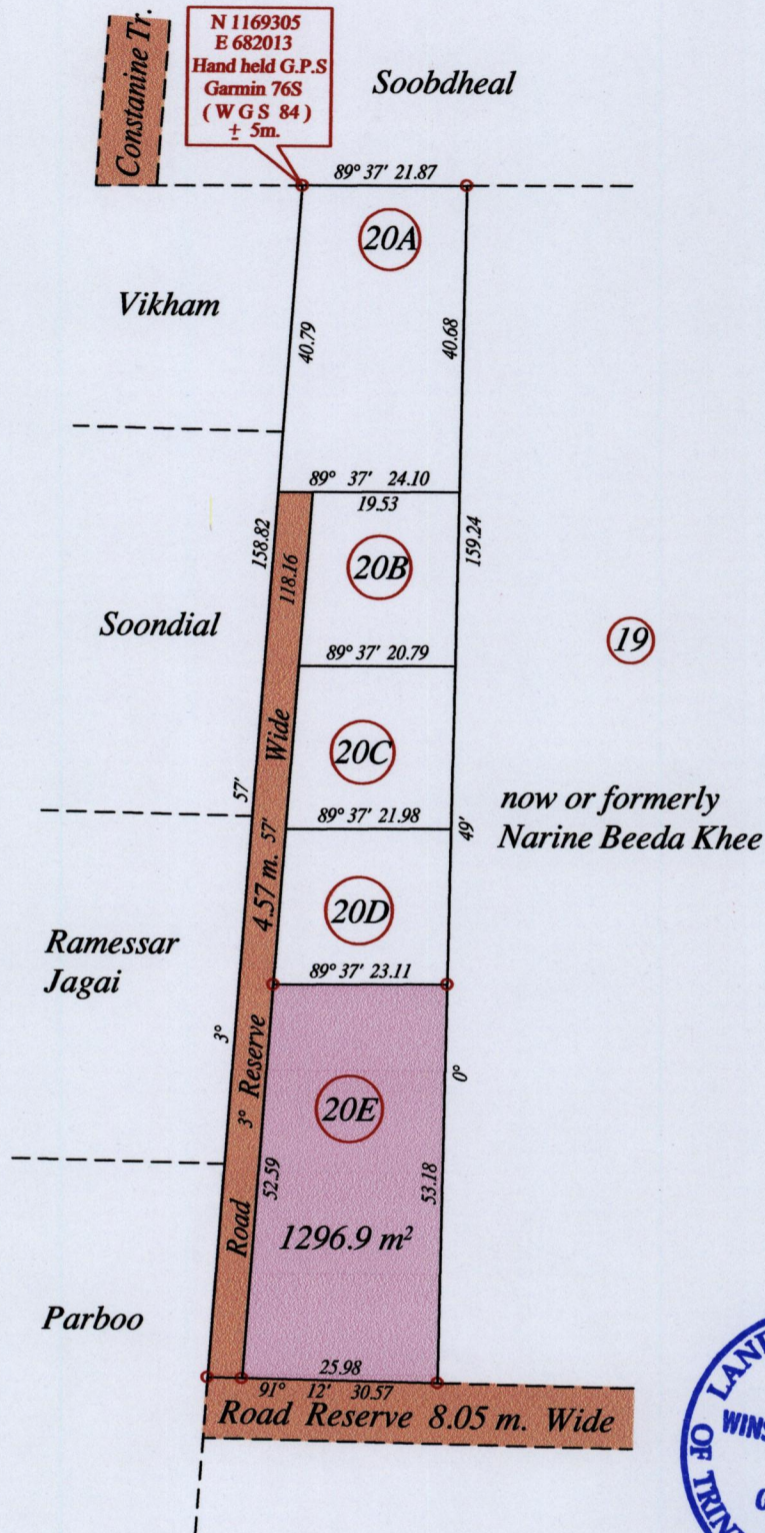 Constanine Tr.
N 1169305
E 682013
Hand held G.P.S
Garmin 76S
( W G S 84 )
± 5m.
Soobdheal
89° 37' 21.87
20A
Vikham
40.79
40.68
89° 37' 24.10
19.53
158.82
118.16
159.24
20B
Soondial
89° 37' 20.79
19
Wide
20C
57'
now or formerly
Narine Beeda Khee
89° 37' 21.98
57'
49'
4.57 m.
20D
Ramessar
Jagai
89° 37' 23.11
3°
Reserve
3°
0°
20E
52.59
53.18
Road
1296.9 m²
Parboo
25.98
91° 12' 30.57
Road Reserve 8.05 m. Wide
LAND
WINS
OF TRIN